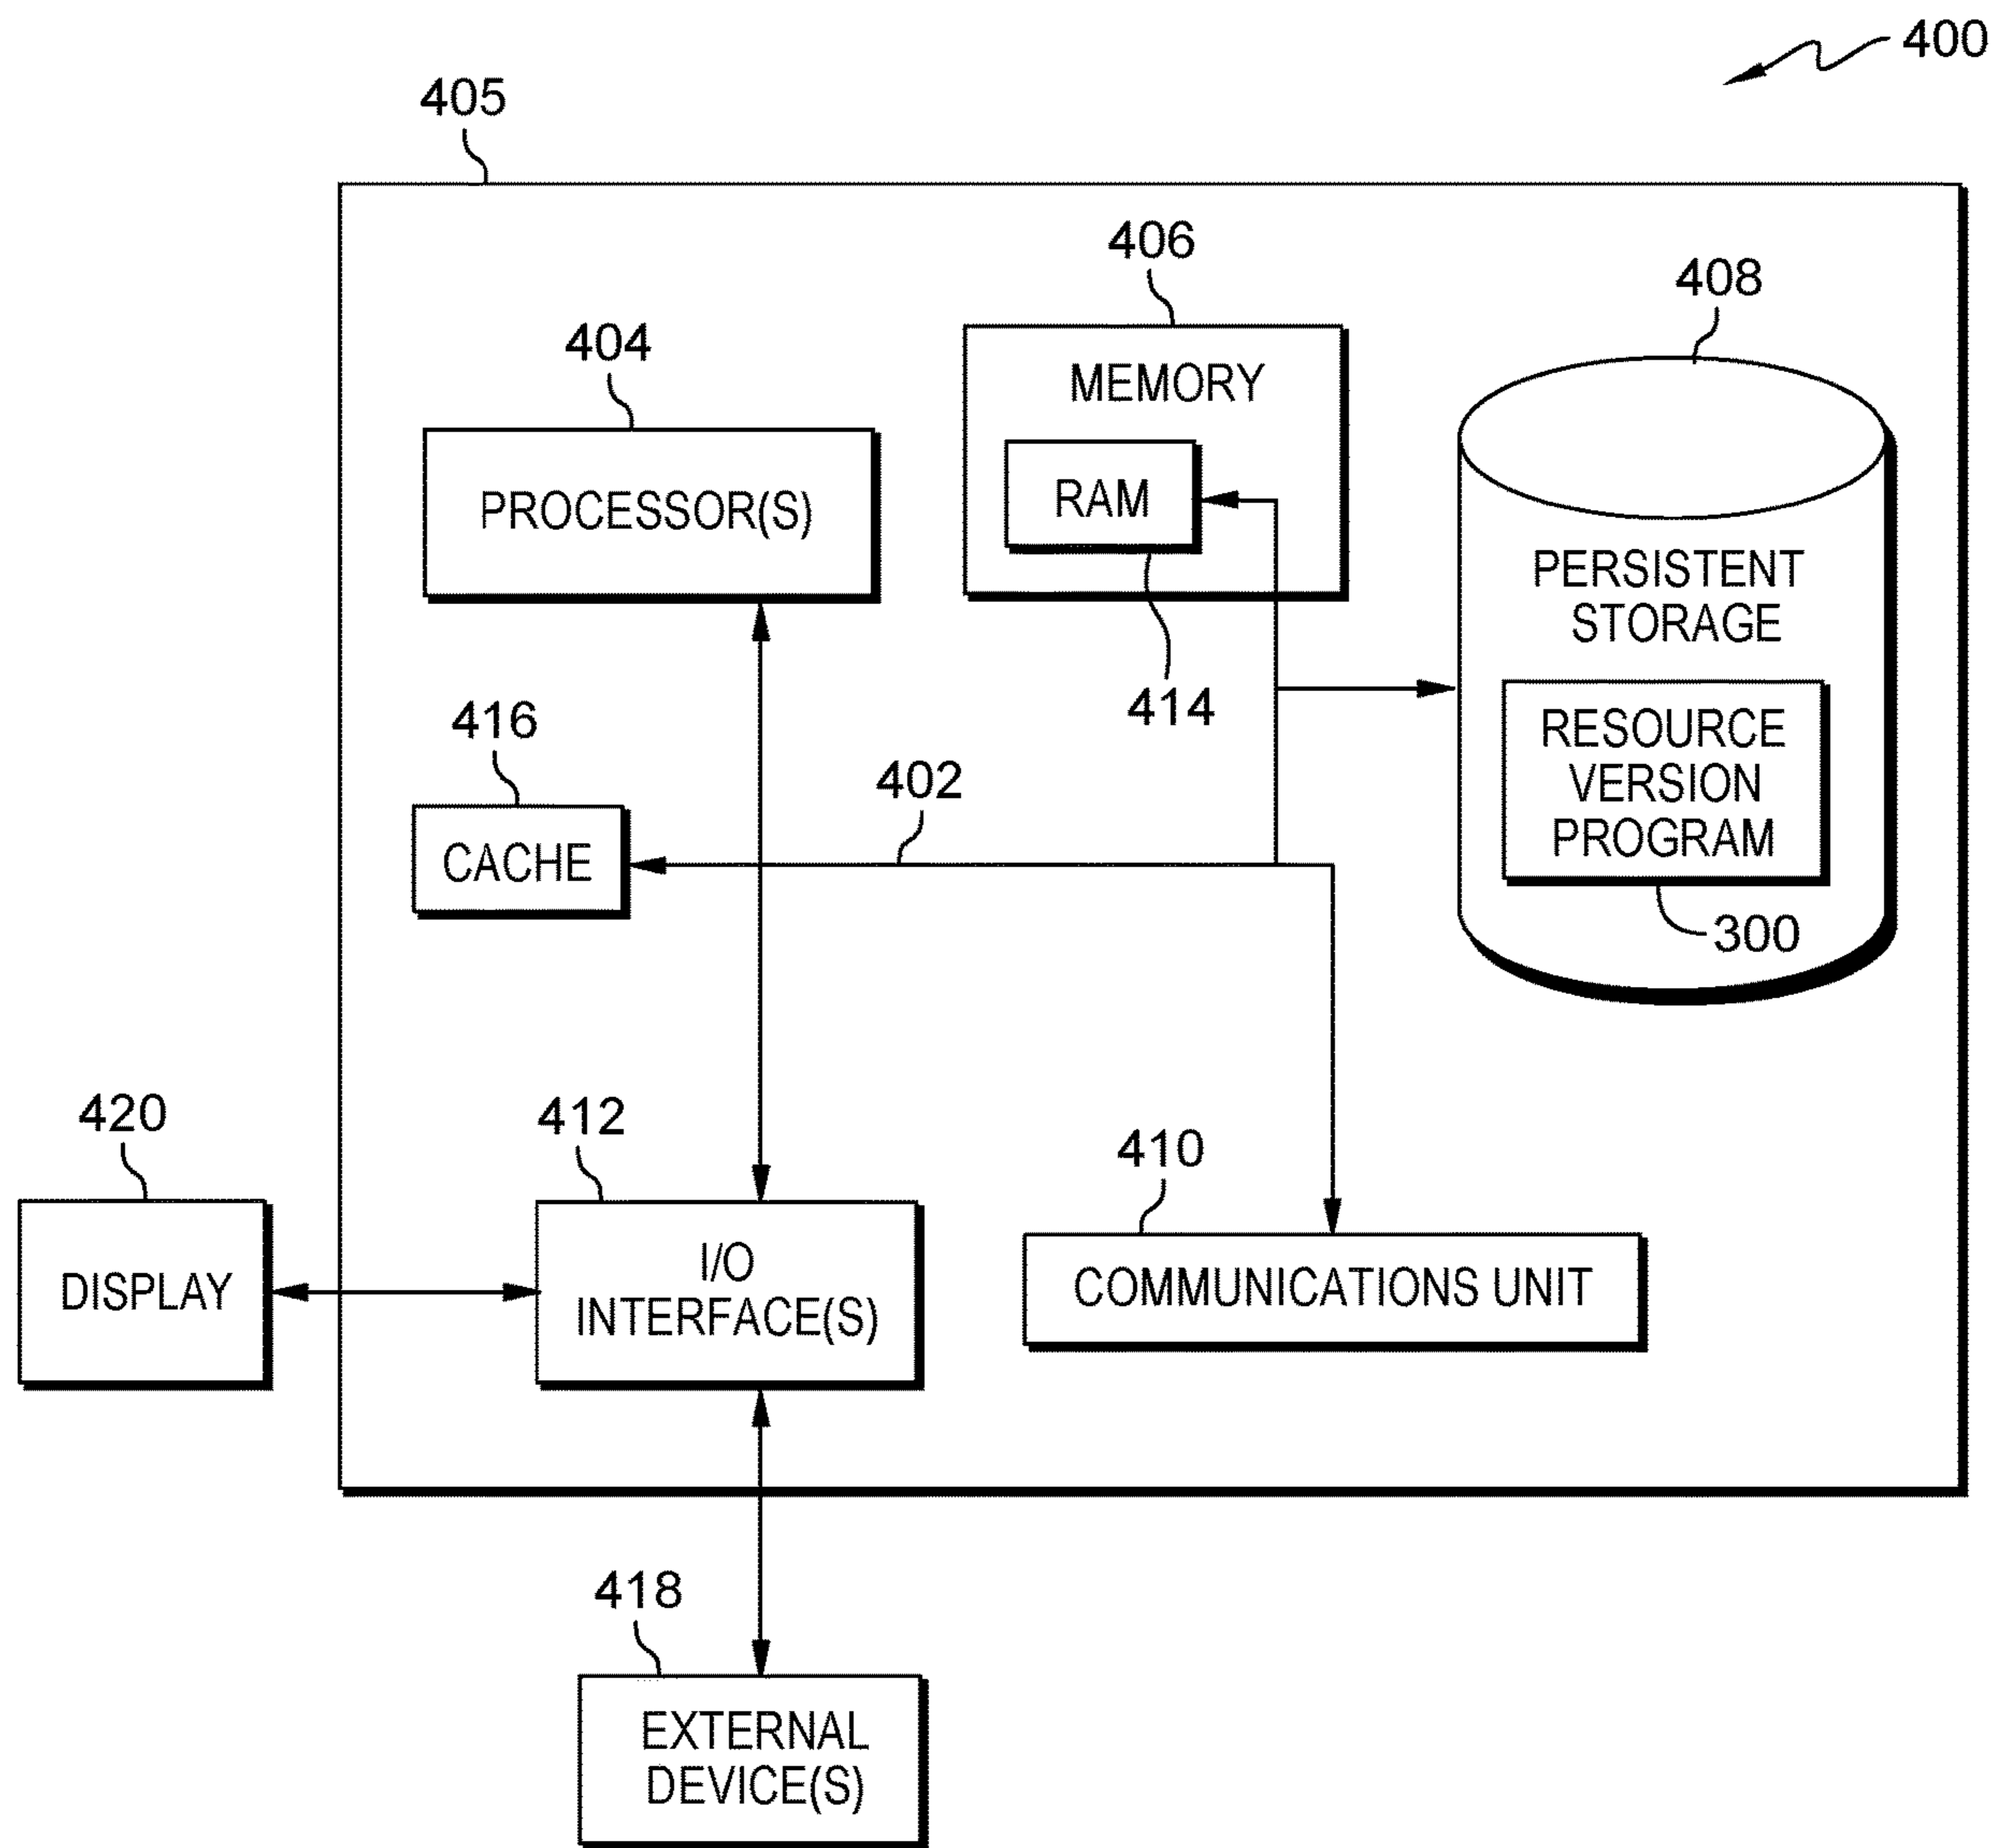 400
405
406
408
404
MEMORY
PROCESSOR(S)
RAM
PERSISTENT
STORAGE
414
416
402
RESOURCE
VERSION
PROGRAM
CACHE
300
420
412
410
DISPLAY
I/O
INTERFACE(S)
COMMUNICATIONS UNIT
418
EXTERNAL
DEVICE(S)